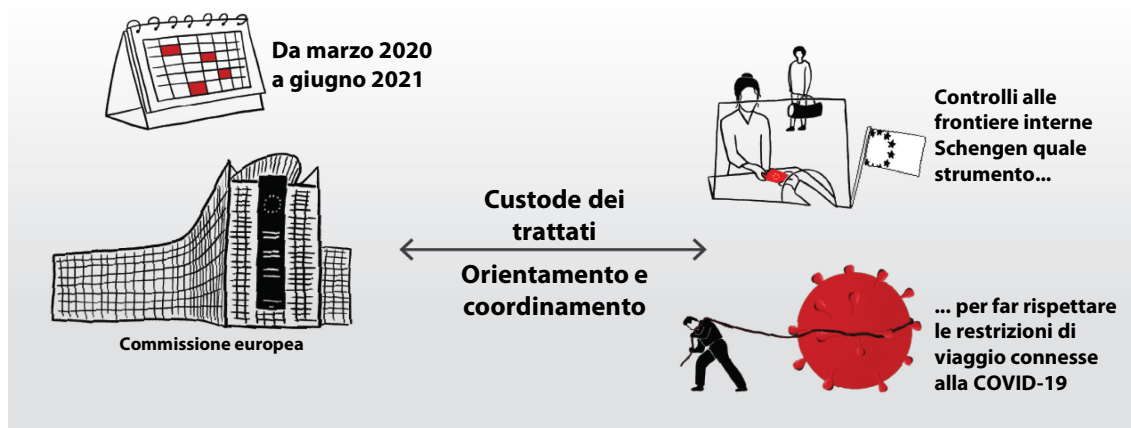 Da marzo 2020
a giugno 2021
Controlli alle
frontiere interne
Schengen quale
strumento...
Custode dei
trattati
Orientamento e
coordinamento
Commissione europea
... per far rispettare
le restrizioni di
viaggio connesse
alla COVID-19